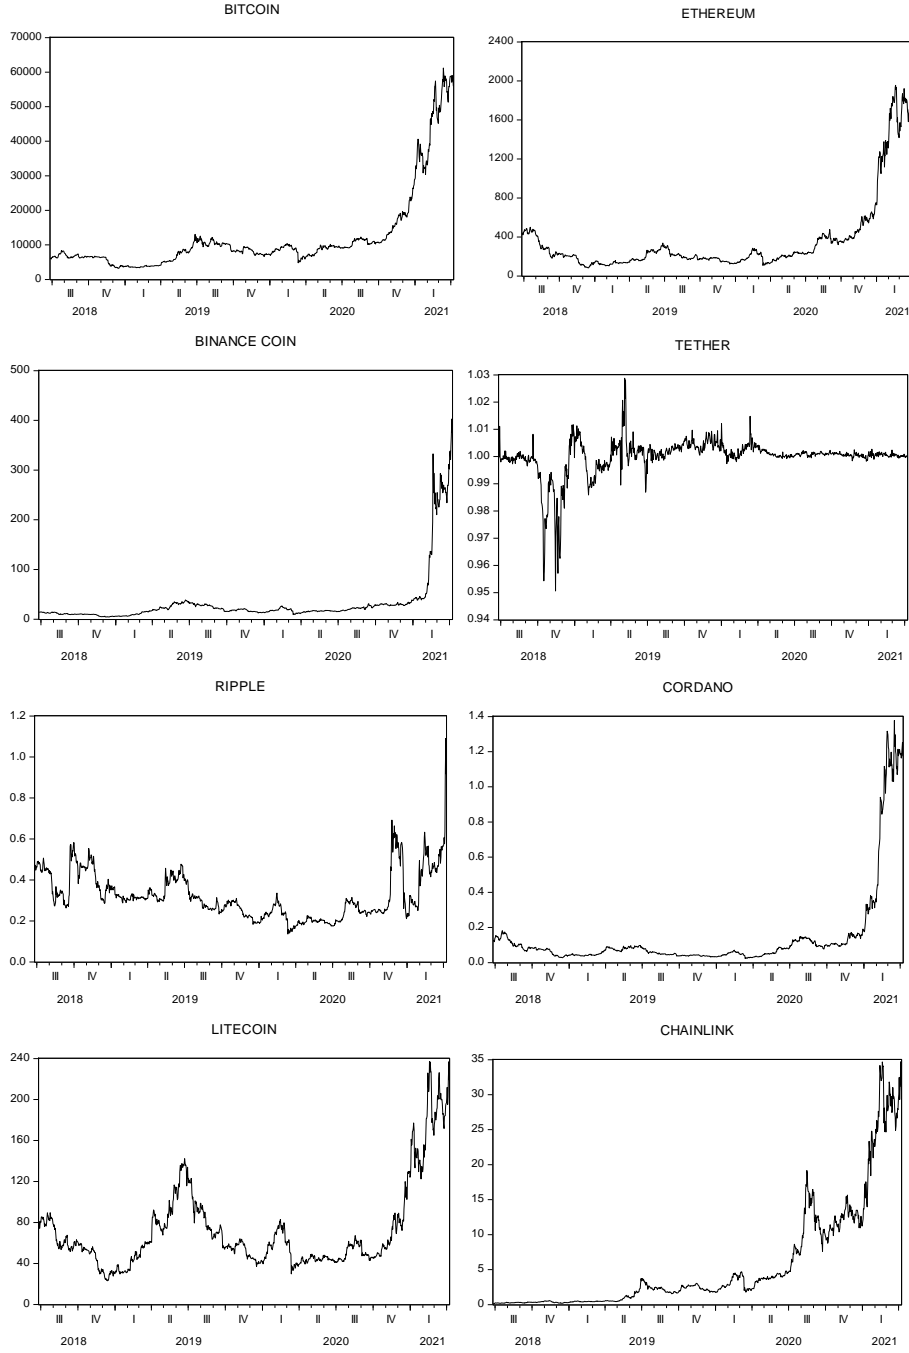 BITCOIN
70000
60000
50000
40000
30000
20000
10000
0
III IV I II III IV I II III IV I
2018 2019 2020 2021
ETHEREUM
2400
2000
1600
1200
800
400
0
III IV I II III IV I II III IV I
2018 2019 2020 2021
BINANCE COIN
500
400
300
200
100
0
III IV I II III IV I II III IV I
2018 2019 2020 2021
TETHER
1.03
1.02
1.01
1.00
0.99
0.98
0.97
0.96
0.95
0.94
III IV I II III IV I II III IV I
2018 2019 2020 2021
RIPPLE
1.2
1.0
0.8
0.6
0.4
0.2
0.0
III IV I II III IV I II III IV I
2018 2019 2020 2021
CORDANO
1.4
1.2
1.0
0.8
0.6
0.4
0.2
0.0
III IV I II III IV I II III IV I
2018 2019 2020 2021
LITECOIN
240
200
160
120
80
40
0
III IV I II III IV I II III IV I
2018 2019 2020 2021
CHAINLINK
35
30
25
20
15
10
5
0
III IV I II III IV I II III IV I
2018 2019 2020 2021